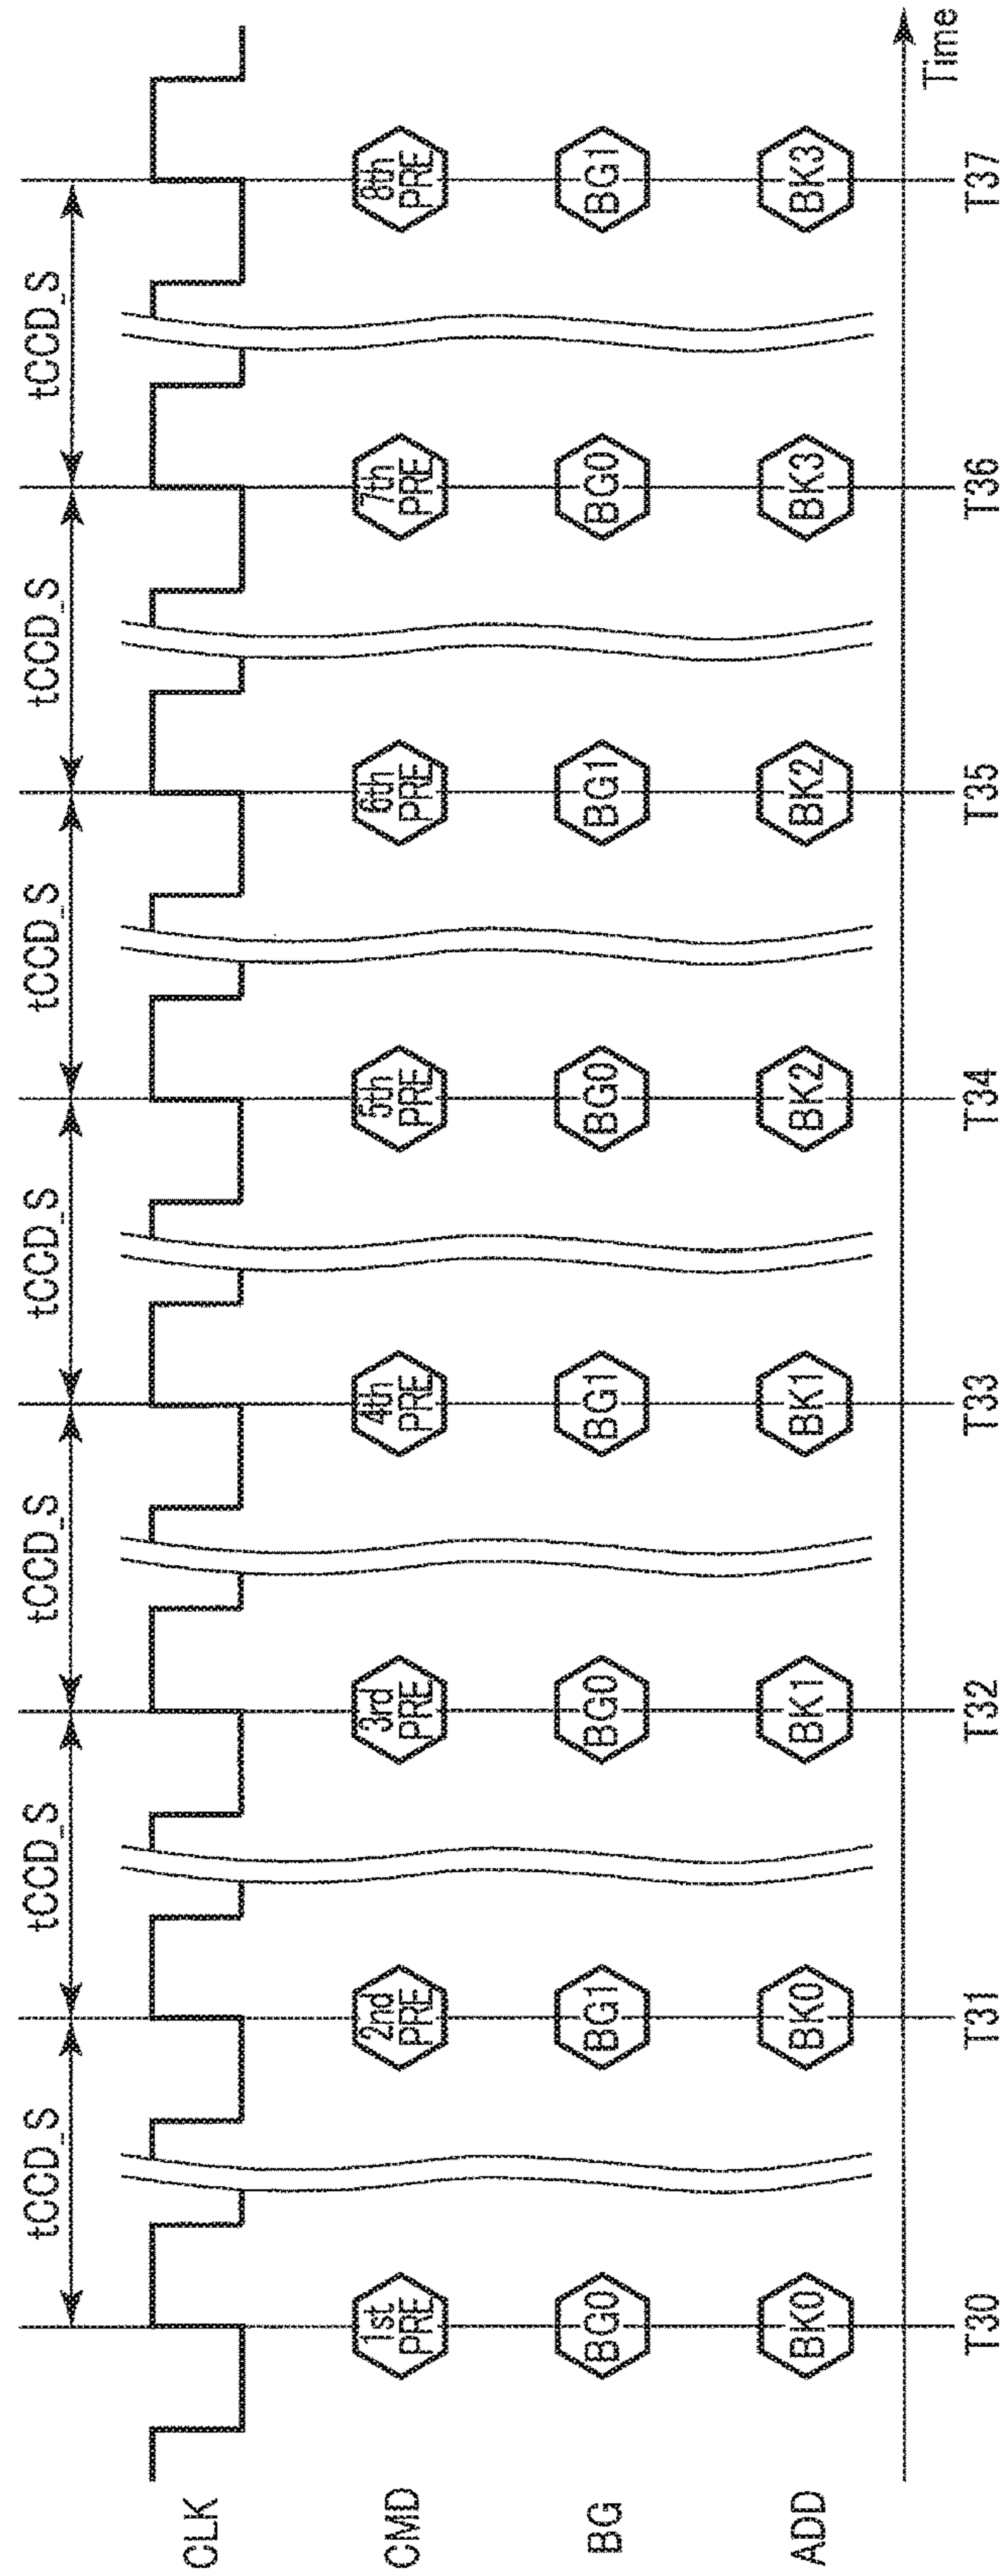 tCCD_S tCCD_S tCCD_S tCCD_S tCCD_S tCCD_S tCCD_S
CLK
CMD 1st PRE 2nd PRE 3rd PRE 4th PRE 5th PRE 6th PRE 7th PRE 8th PRE
BG BG0 BG1 BG0 BG1 BG0 BG1 BG0 BG1
ADD BK0 BK0 BK1 BK1 BK2 BK2 BK3 BK3
Time
T30 T31 T32 T33 T34 T35 T36 T37